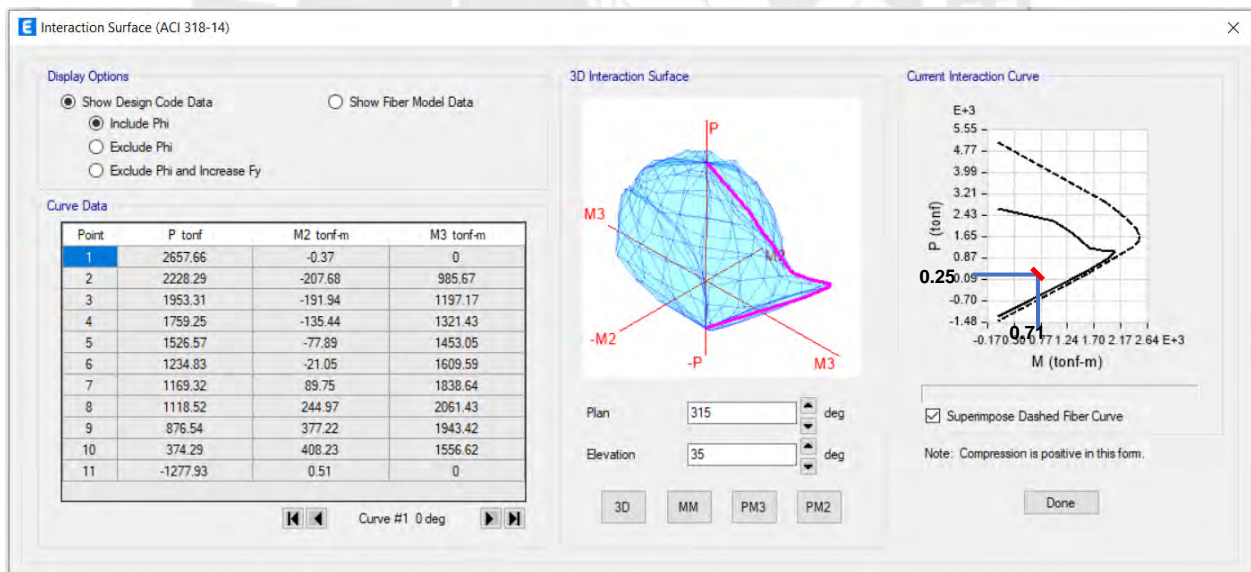 E Interaction Surface (ACI 318-14)
Display Options
Show Design Code Data
Show Fiber Model Data
Include Phi
Exclude Phi
Exclude Phi and Increase Fy
Curve Data
Point P tonf M2 tonf-m M3 tonf-m
1 2657.66 -0.37 0
2 2228.29 -207.68 985.67
3 1953.31 -191.94 1197.17
4 1759.25 -135.44 1321.43
5 1526.57 -77.89 1453.05
6 1234.83 -21.05 1609.59
7 1169.32 89.75 1838.64
8 1118.52 244.97 2061.43
9 876.54 377.22 1943.42
10 374.29 408.23 1556.62
11 -1277.93 0.51 0
Curve #1 0 deg
3D Interaction Surface
P
M3
M2
-M2
-P
M3
Plan 315 deg
Elevation 35 deg
3D MM PM3 PM2
Current Interaction Curve
E+3
5.55
4.77
3.99
3.21
2.43
1.65
0.87
0.09
-0.70
-1.48
P (tonf)
0.25
0.71
-0.17 0.30 0.77 1.24 1.70 2.17 2.64 E+3
M (tonf-m)
Superimpose Dashed Fiber Curve
Note: Compression is positive in this form.
Done